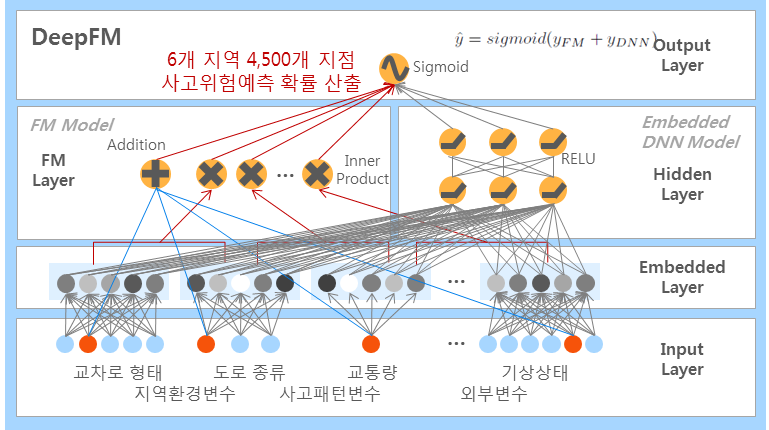 DeepFM
ŷ = sigmoid(y_FM + y_DNN)
Output
Layer
6개 지역 4,500개 지점
사고위험예측 확률 산출
Sigmoid
FM Model
Addition
FM
Layer
Inner
Product
...
Embedded
DNN Model
RELU
Hidden
Layer
...
Embedded
Layer
...
Input
Layer
교차로 형태 도로 종류 교통량 기상상태
지역환경변수 사고패턴변수 외부변수